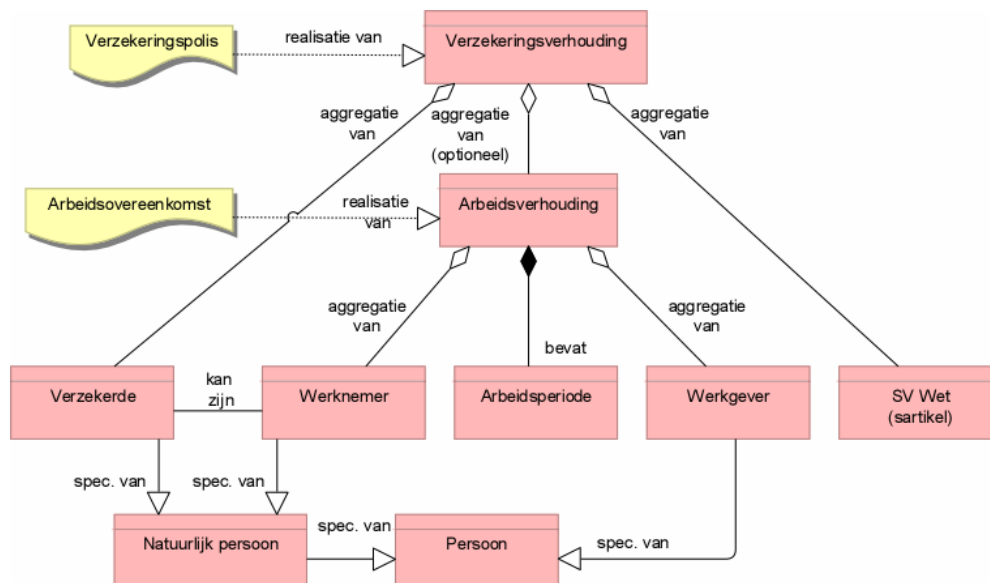 Verzekeringspolis
realisatie van
Verzekeringsverhouding
aggregatie
van
aggregatie
van
(optioneel)
aggregatie
van
Arbeidsovereenkomst
realisatie
van
Arbeidsverhouding
aggregatie
van
bevat
aggregatie
van
Verzekerde
kan
zijn
Werknemer
Arbeidsperiode
Werkgever
SV Wet
(sartikel)
spec. van
spec. van
Natuurlijk persoon
spec. van
Persoon
spec. van